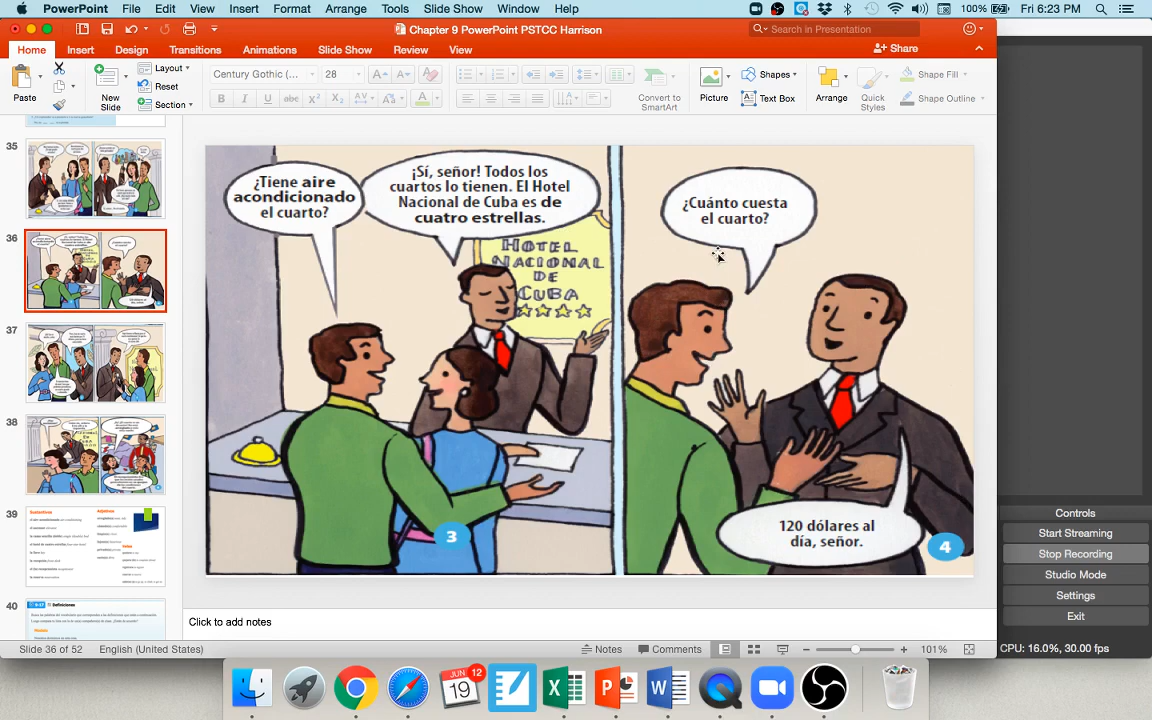 PowerPoint File Edit View Insert Format Arrange Tools Slide Show Window Help 100% Fri 6:23 PM
Chapter 9 PowerPoint PSTCC Harrison
Search in Presentation
Home Insert Design Transitions Animations Slide Show Review View
Share
Paste
New
Slide
Layout
Reset
Section
Century Gothic (... 28
Convert to
SmartArt
Picture
Shapes
Text Box
Arrange
Quick
Styles
Shape Fill
Shape Outline
35
36
37
38
39
40
¿Tiene aire
acondicionado
el cuarto?
¡Sí, señor! Todos los
cuartos lo tienen. El Hotel
Nacional de Cuba es de
cuatro estrellas.
HOTEL
NACIONAL
DE
CUBA
3
¿Cuánto cuesta
el cuarto?
120 dólares al
día, señor.
4
Click to add notes
Slide 36 of 52 English (United States)
Notes Comments 101%
Controls
Start Streaming
Stop Recording
Studio Mode
Settings
Exit
CPU: 16.0%, 30.00 fps
JUN 12
19